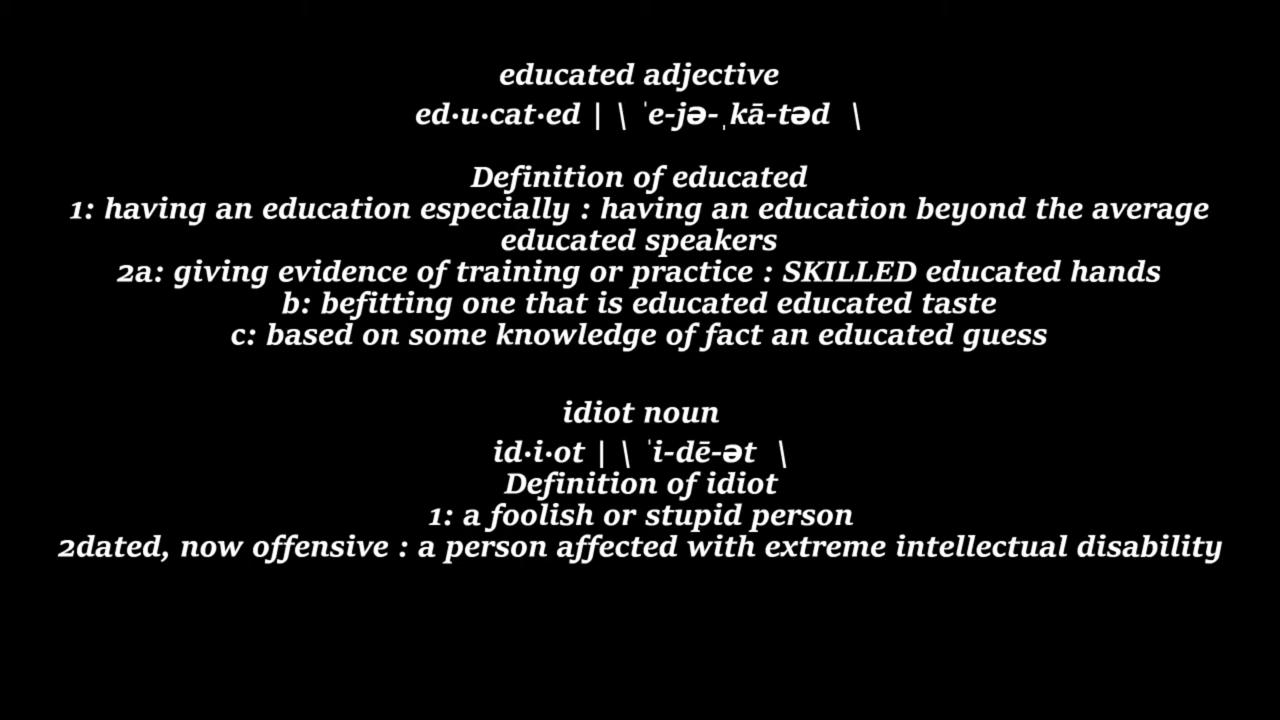 educated adjective
ed·u·cat·ed | \ ˈe-jə-ˌkā-təd \
Definition of educated
1: having an education especially : having an education beyond the average
educated speakers
2a: giving evidence of training or practice : SKILLED educated hands
b: befitting one that is educated educated taste
c: based on some knowledge of fact an educated guess
idiot noun
id·i·ot | \ ˈi-dē-ət \
Definition of idiot
1: a foolish or stupid person
2dated, now offensive : a person affected with extreme intellectual disability